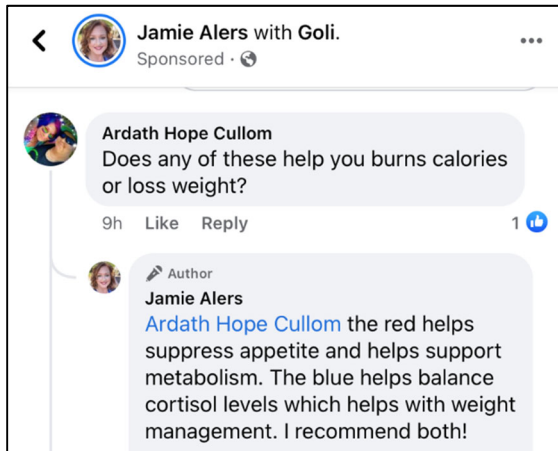 Jamie Alers with Goli.
Sponsored ·
Ardath Hope Cullom
Does any of these help you burns calories
or loss weight?
9h Like Reply 1
Author
Jamie Alers
Ardath Hope Cullom the red helps
suppress appetite and helps support
metabolism. The blue helps balance
cortisol levels which helps with weight
management. I recommend both!